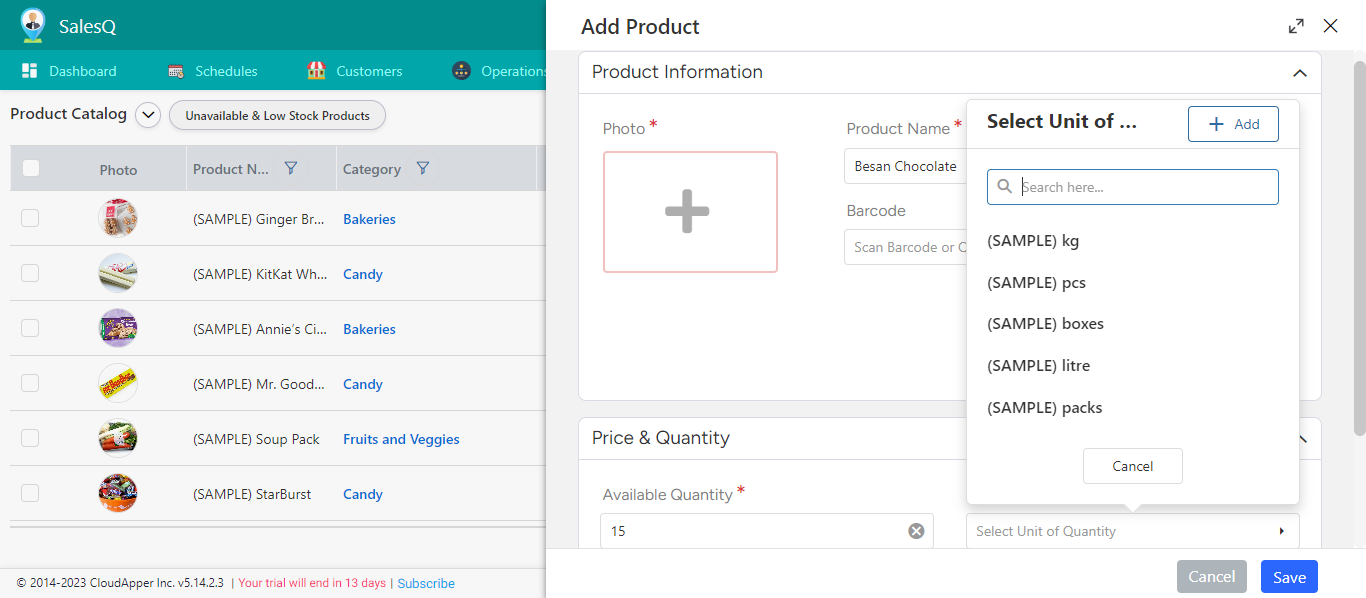 SalesQ
Dashboard
Schedules
Customers
Operations
Product Catalog
Unavailable & Low Stock Products
Photo
Product N...
Category
(SAMPLE) Ginger Br...
Bakeries
(SAMPLE) KitKat Wh...
Candy
(SAMPLE) Annie's Ci...
Bakeries
(SAMPLE) Mr. Good...
Candy
(SAMPLE) Soup Pack
Fruits and Veggies
(SAMPLE) StarBurst
Candy
© 2014-2023 CloudApper Inc. v5.14.2.3 | Your trial will end in 13 days | Subscribe
Add Product
Product Information
Photo *
Product Name *
Besan Chocolate
Barcode
Scan Barcode or
Price & Quantity
Available Quantity *
15
Select Unit of Quantity
Select Unit of ...
+ Add
Search here...
(SAMPLE) kg
(SAMPLE) pcs
(SAMPLE) boxes
(SAMPLE) litre
(SAMPLE) packs
Cancel
Cancel
Save